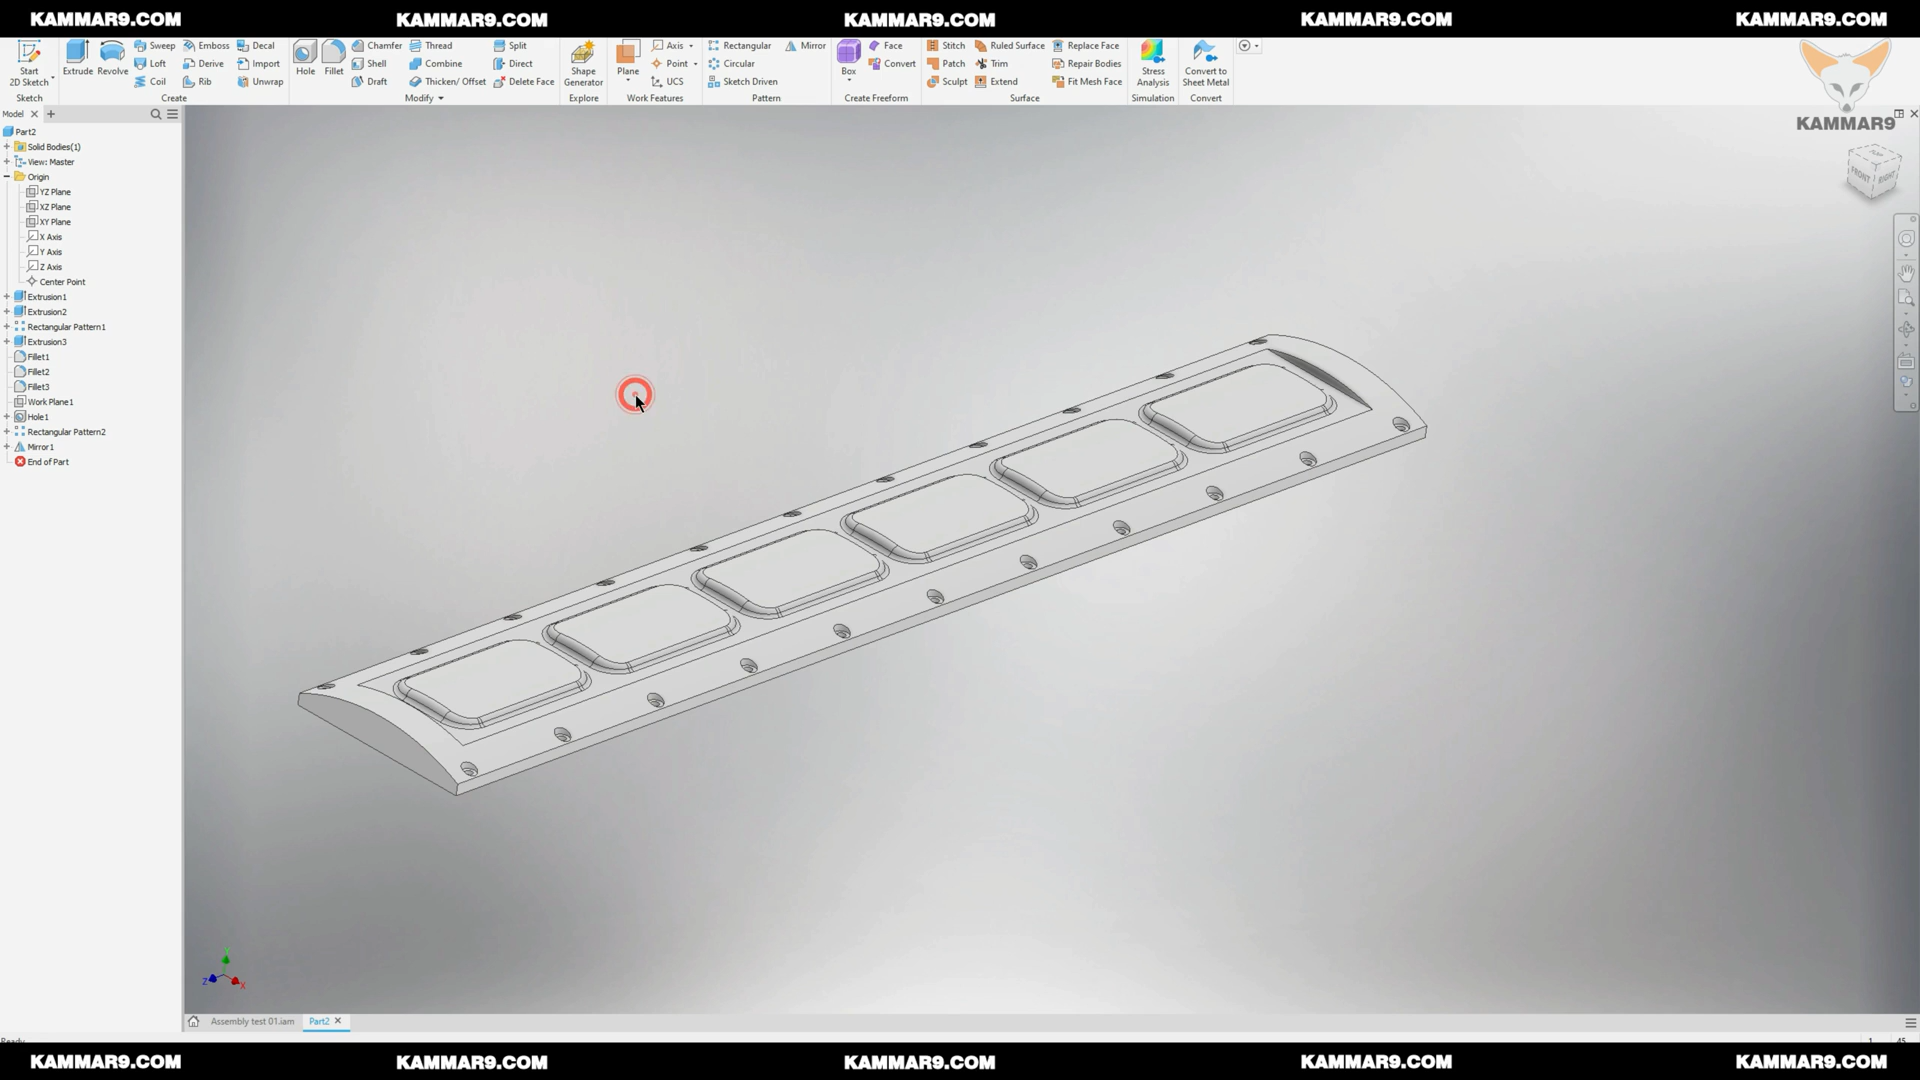 KAMMAR9.COM KAMMAR9.COM KAMMAR9.COM KAMMAR9.COM KAMMAR9.COM
Start
2D Sketch
Sketch
Extrude
Revolve
Sweep
Loft
Coil
Emboss
Derive
Rib
Decal
Import
Unwrap
Create
Hole
Fillet
Chamfer
Shell
Draft
Thread
Combine
Thicken/ Offset
Split
Direct
Delete Face
Modify
Shape
Generator
Explore
Plane
Axis
Point
UCS
Work Features
Rectangular
Circular
Sketch Driven
Mirror
Pattern
Box
Face
Convert
Create Freeform
Stitch
Patch
Sculpt
Ruled Surface
Trim
Extend
Replace Face
Repair Bodies
Fit Mesh Face
Surface
Stress
Analysis
Simulation
Convert to
Sheet Metal
Convert
KAMMAR9
FRONT
RIGHT
Model
Part2
Solid Bodies(1)
View: Master
Origin
YZ Plane
XZ Plane
XY Plane
X Axis
Y Axis
Z Axis
Center Point
Extrusion1
Extrusion2
Rectangular Pattern1
Extrusion3
Fillet1
Fillet2
Fillet3
Work Plane1
Hole1
Rectangular Pattern2
Mirror1
End of Part
Y
Z
X
Assembly test 01.iam
Part2
KAMMAR9.COM KAMMAR9.COM KAMMAR9.COM KAMMAR9.COM KAMMAR9.COM